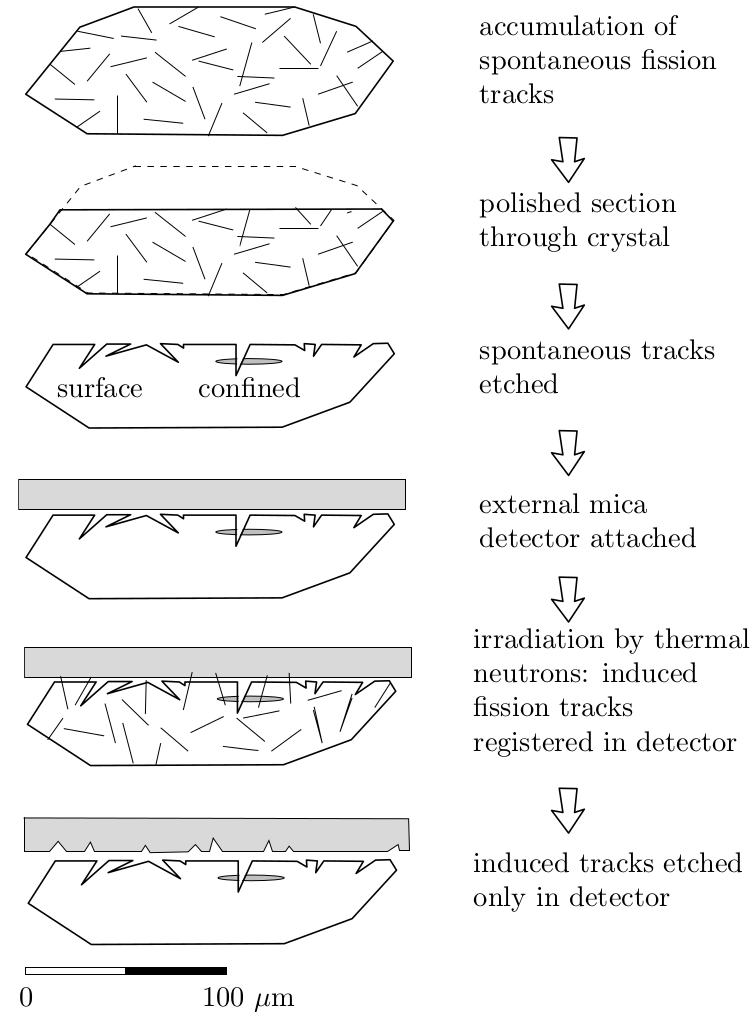 accumulation of
spontaneous fission
tracks
polished section
through crystal
spontaneous tracks
etched
surface confined
external mica
detector attached
irradiation by thermal
neutrons: induced
fission tracks
registered in detector
induced tracks etched
only in detector
0 100 μm